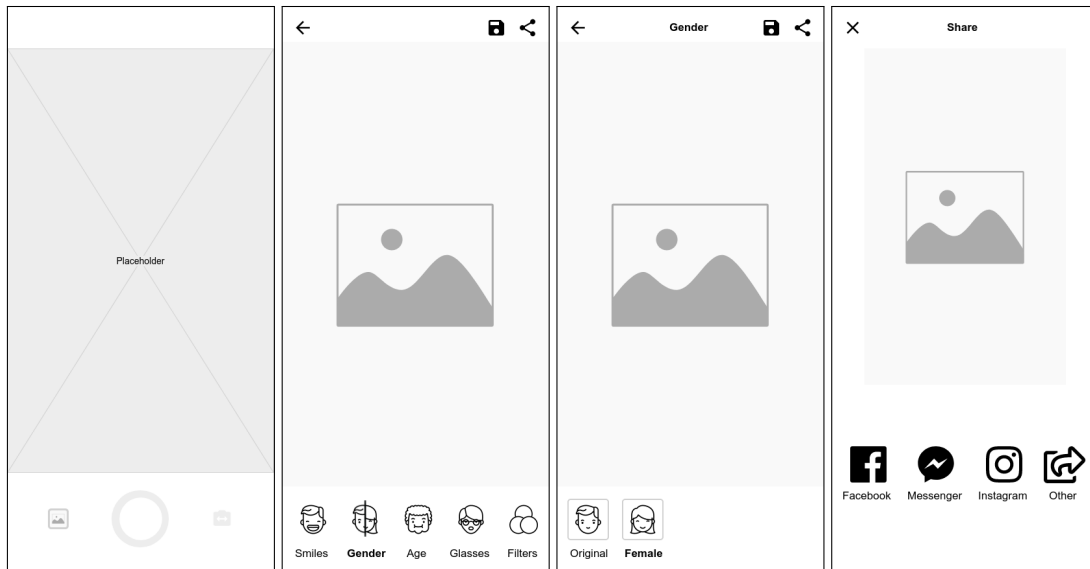 Placeholder
Smiles Gender Age Glasses Filters
Gender
Original Female
Share
Facebook Messenger Instagram Other